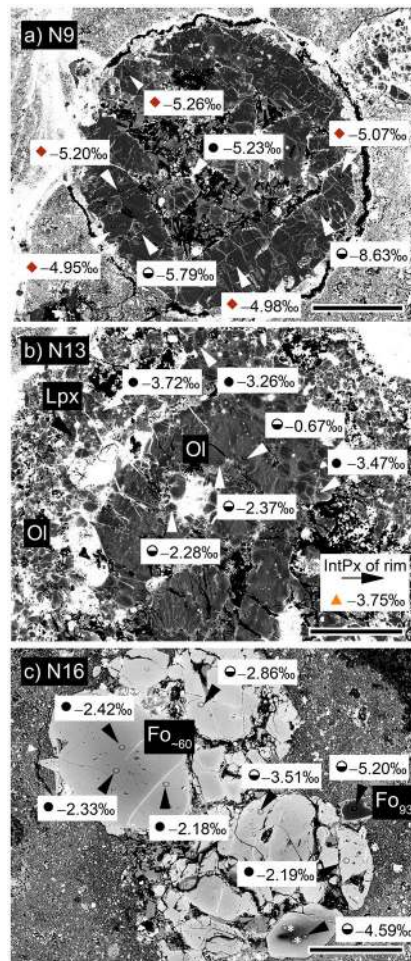 a) N9
◆ −5.26‰
◆ −5.20‰
● −5.23‰
◆ −5.07‰
◆ −4.95‰
◒ −5.79‰
◒ −8.63‰
◆ −4.98‰
b) N13
● −3.72‰
● −3.26‰
Lpx
◒ −0.67‰
Ol
● −3.47‰
◒ −2.37‰
Ol
◒ −2.28‰
IntPx of rim
▲ −3.75‰
c) N16
◒ −2.86‰
● −2.42‰
Fo~60
◒ −5.20‰
◒ −3.51‰
Fo93
● −2.33‰
● −2.18‰
● −2.19‰
◒ −4.59‰